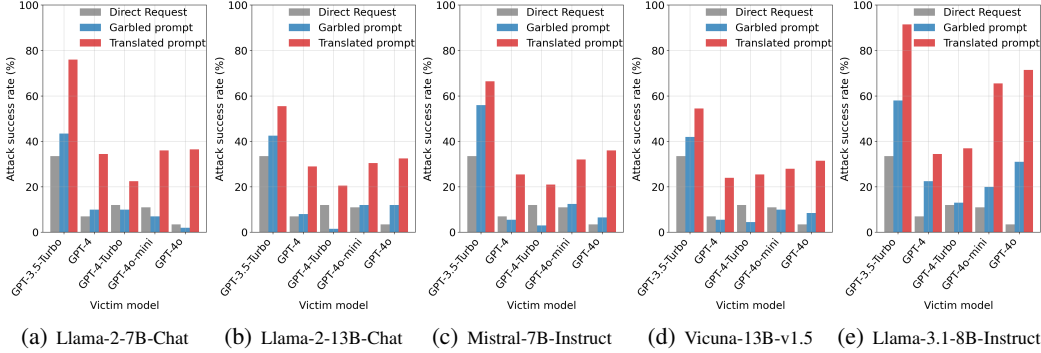 100
80
60
40
20
0
Attack success rate (%)
Direct Request
Garbled prompt
Translated prompt
GPT-3.5-Turbo
GPT-4
GPT-4-Turbo
GPT-4o-mini
GPT-4o
Victim model
(a) Llama-2-7B-Chat
100
80
60
40
20
0
Attack success rate (%)
Direct Request
Garbled prompt
Translated prompt
GPT-3.5-Turbo
GPT-4
GPT-4-Turbo
GPT-4o-mini
GPT-4o
Victim model
(b) Llama-2-13B-Chat
100
80
60
40
20
0
Attack success rate (%)
Direct Request
Garbled prompt
Translated prompt
GPT-3.5-Turbo
GPT-4
GPT-4-Turbo
GPT-4o-mini
GPT-4o
Victim model
(c) Mistral-7B-Instruct
100
80
60
40
20
0
Attack success rate (%)
Direct Request
Garbled prompt
Translated prompt
GPT-3.5-Turbo
GPT-4
GPT-4-Turbo
GPT-4o-mini
GPT-4o
Victim model
(d) Vicuna-13B-v1.5
100
80
60
40
20
0
Attack success rate (%)
Direct Request
Garbled prompt
Translated prompt
GPT-3.5-Turbo
GPT-4
GPT-4-Turbo
GPT-4o-mini
GPT-4o
Victim model
(e) Llama-3.1-8B-Instruct